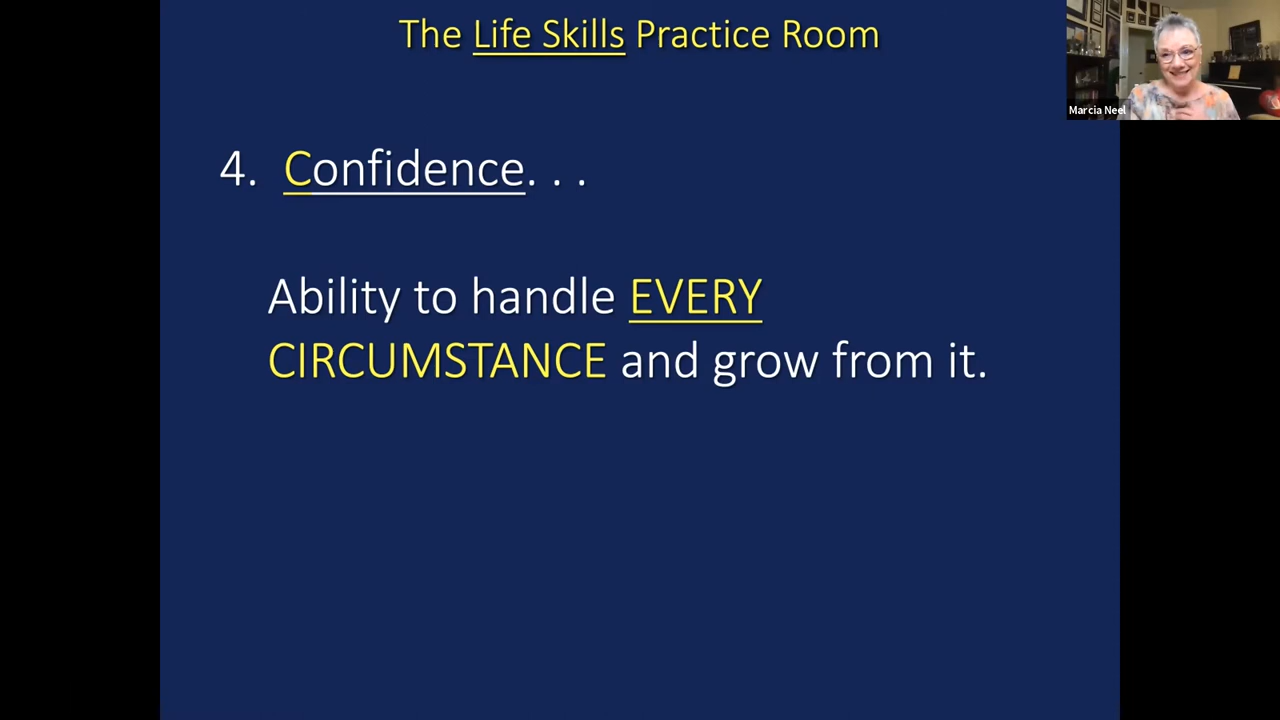 The Life Skills Practice Room
Marcia Neel
4. Confidence. . .
Ability to handle EVERY
CIRCUMSTANCE and grow from it.